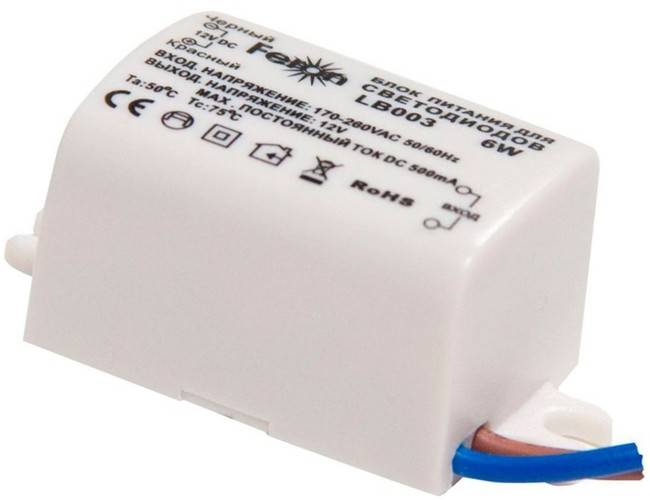 Черный
12V DC
Красный
Feron
БЛОК ПИТАНИЯ ДЛЯ
СВЕТОДИОДОВ
LB003 6W
ВХОД. НАПРЯЖЕНИЕ: 170-260VAC 50/60Hz
ВЫХОД. НАПРЯЖЕНИЕ: 12V
MAX - ПОСТОЯННЫЙ ТОК DC 500mA
Ta:50°C Tc:75°C
CE F RoHS
ВХОД